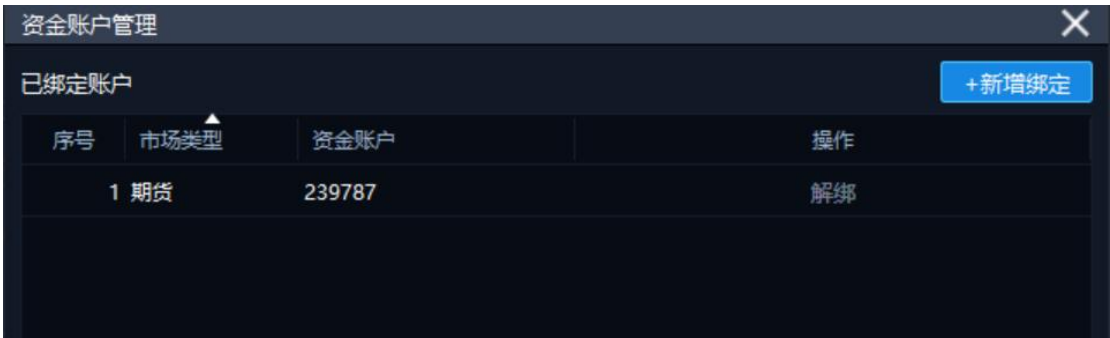 资金账户管理
已绑定账户 +新增绑定
序号 市场类型 资金账户 操作
1 期货 239787 解绑